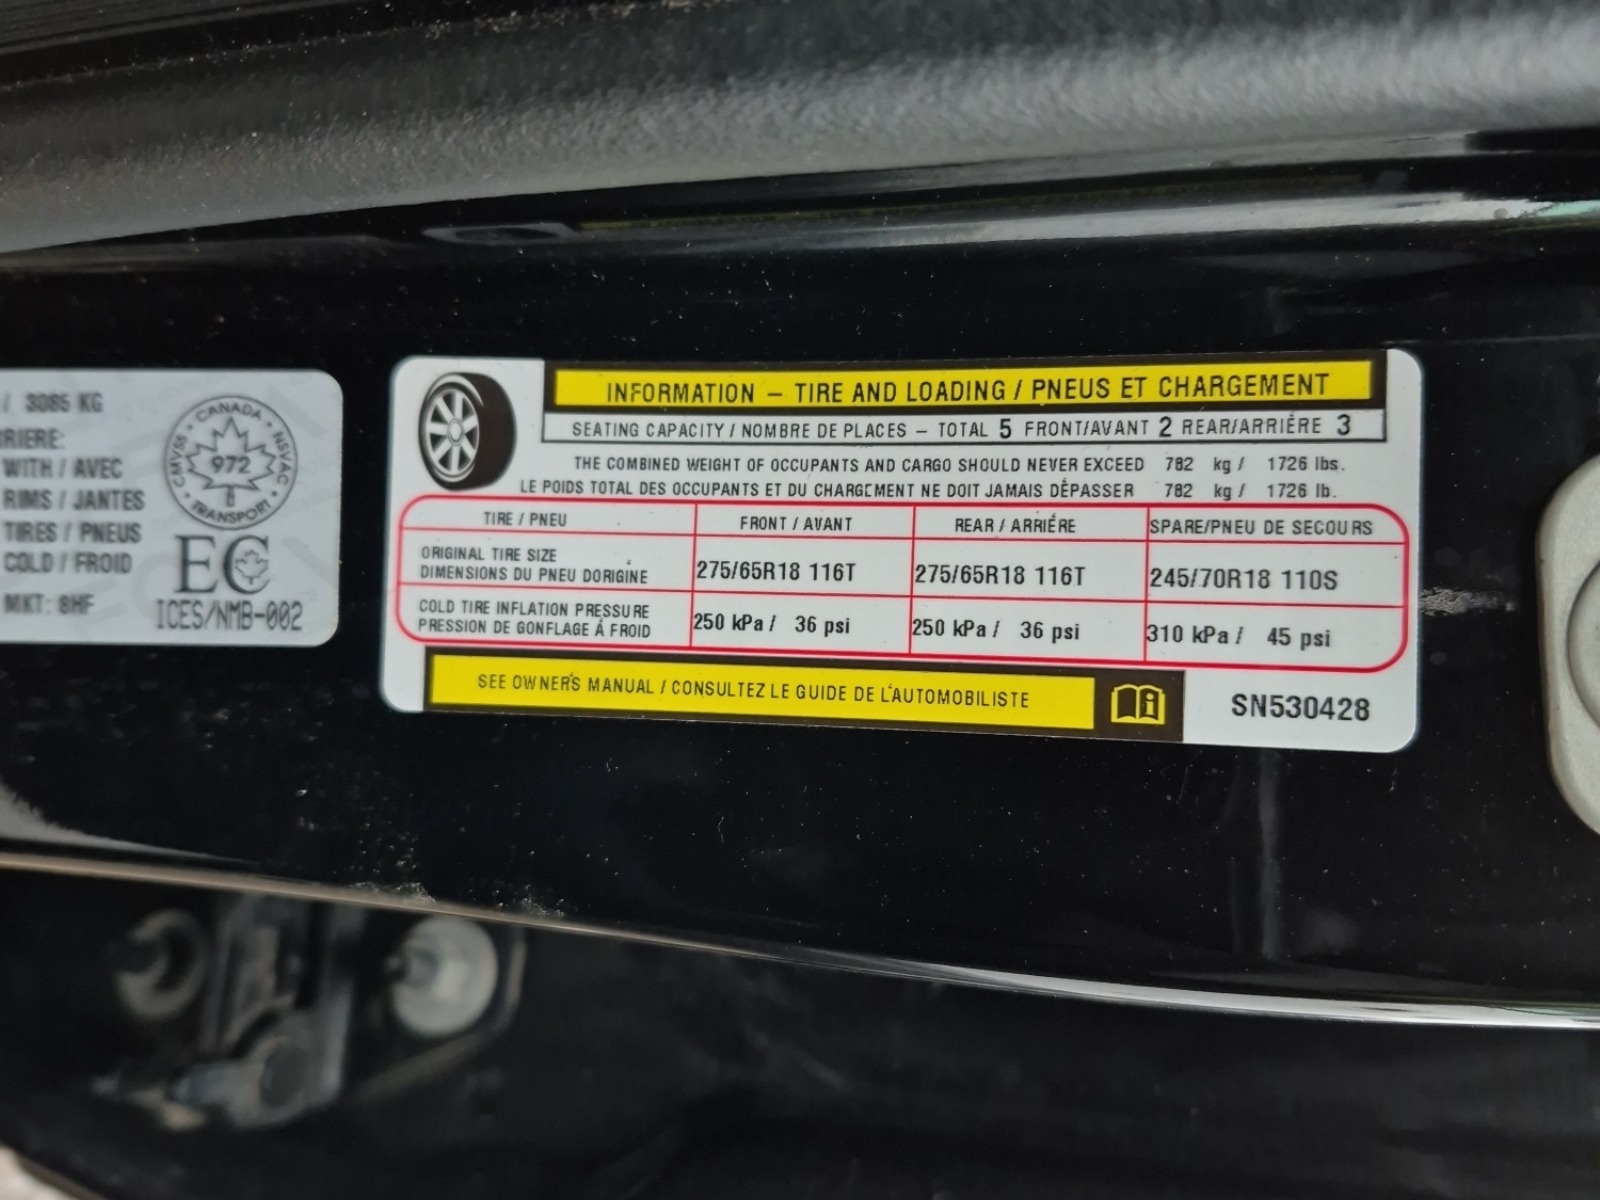 / 3085 KG
RIERE:
WITH / AVEC
RIMS / JANTES
TIRES / PNEUS
COLD / FROID
MKT: 8HF
CANADA
CMVSS
NSVAC
972
TRANSPORT
EC
ICES/NMB-002
INFORMATION – TIRE AND LOADING / PNEUS ET CHARGEMENT
SEATING CAPACITY / NOMBRE DE PLACES – TOTAL 5 FRONT/AVANT 2 REAR/ARRIÉRE 3
THE COMBINED WEIGHT OF OCCUPANTS AND CARGO SHOULD NEVER EXCEED 782 kg / 1726 lbs.
LE POIDS TOTAL DES OCCUPANTS ET DU CHARGEMENT NE DOIT JAMAIS DÉPASSER 782 kg / 1726 lb.
TIRE / PNEU FRONT / AVANT REAR / ARRIÉRE SPARE/PNEU DE SECOURS
ORIGINAL TIRE SIZE
DIMENSIONS DU PNEU DORIGINE 275/65R18 116T 275/65R18 116T 245/70R18 110S
COLD TIRE INFLATION PRESSURE
PRESSION DE GONFLAGE Á FROID 250 kPa / 36 psi 250 kPa / 36 psi 310 kPa / 45 psi
SEE OWNER'S MANUAL / CONSULTEZ LE GUIDE DE L'AUTOMOBILISTE
SN530428